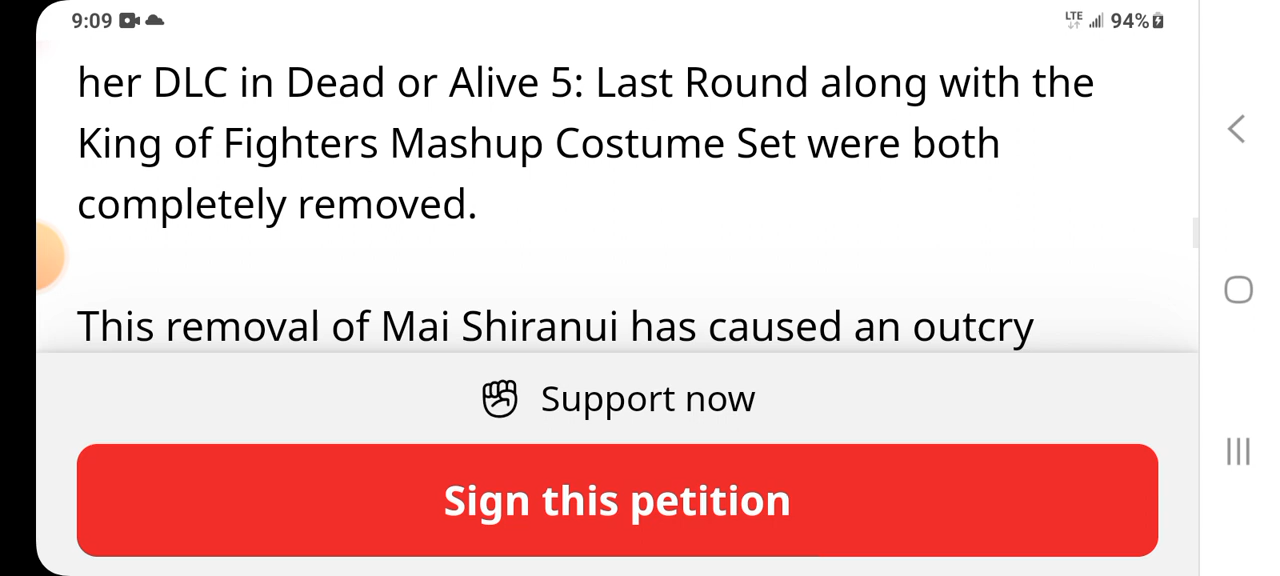 9:09 LTE 94%
her DLC in Dead or Alive 5: Last Round along with the
King of Fighters Mashup Costume Set were both
completely removed.
This removal of Mai Shiranui has caused an outcry
Support now
Sign this petition